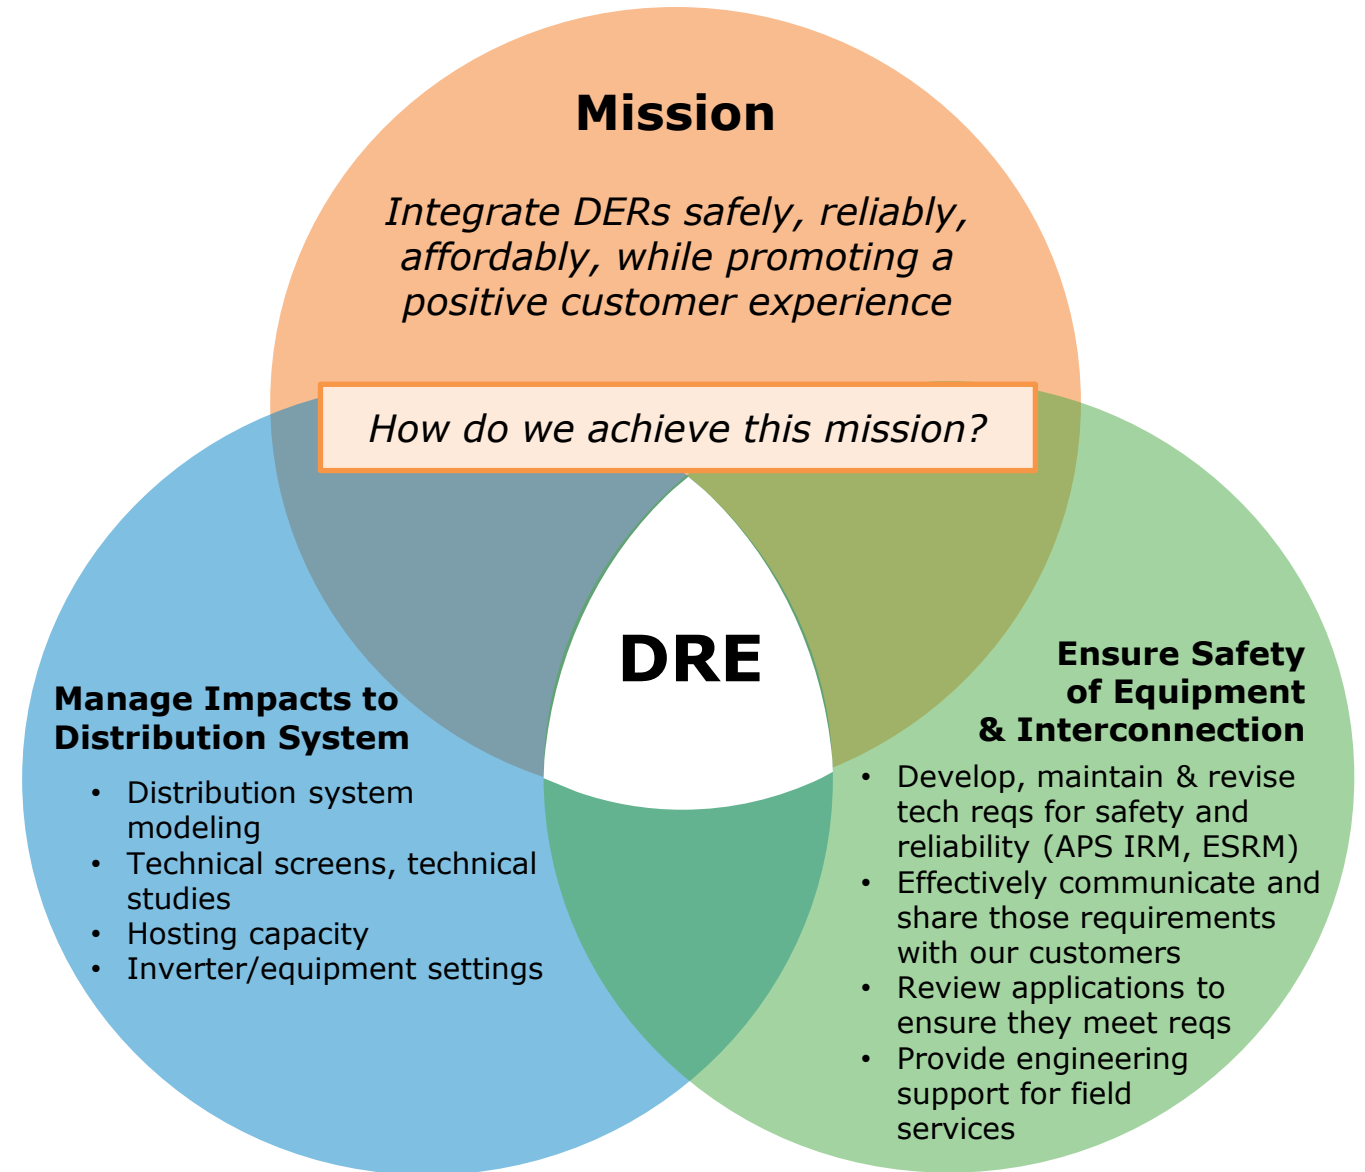 Mission
Integrate DERs safely, reliably,
affordably, while promoting a
positive customer experience
How do we achieve this mission?
DRE
Manage Impacts to
Distribution System
• Distribution system
modeling
• Technical screens, technical
studies
• Hosting capacity
• Inverter/equipment settings
Ensure Safety
of Equipment
& Interconnection
• Develop, maintain & revise
tech reqs for safety and
reliability (APS IRM, ESRM)
• Effectively communicate and
share those requirements
with our customers
• Review applications to
ensure they meet reqs
• Provide engineering
support for field
services